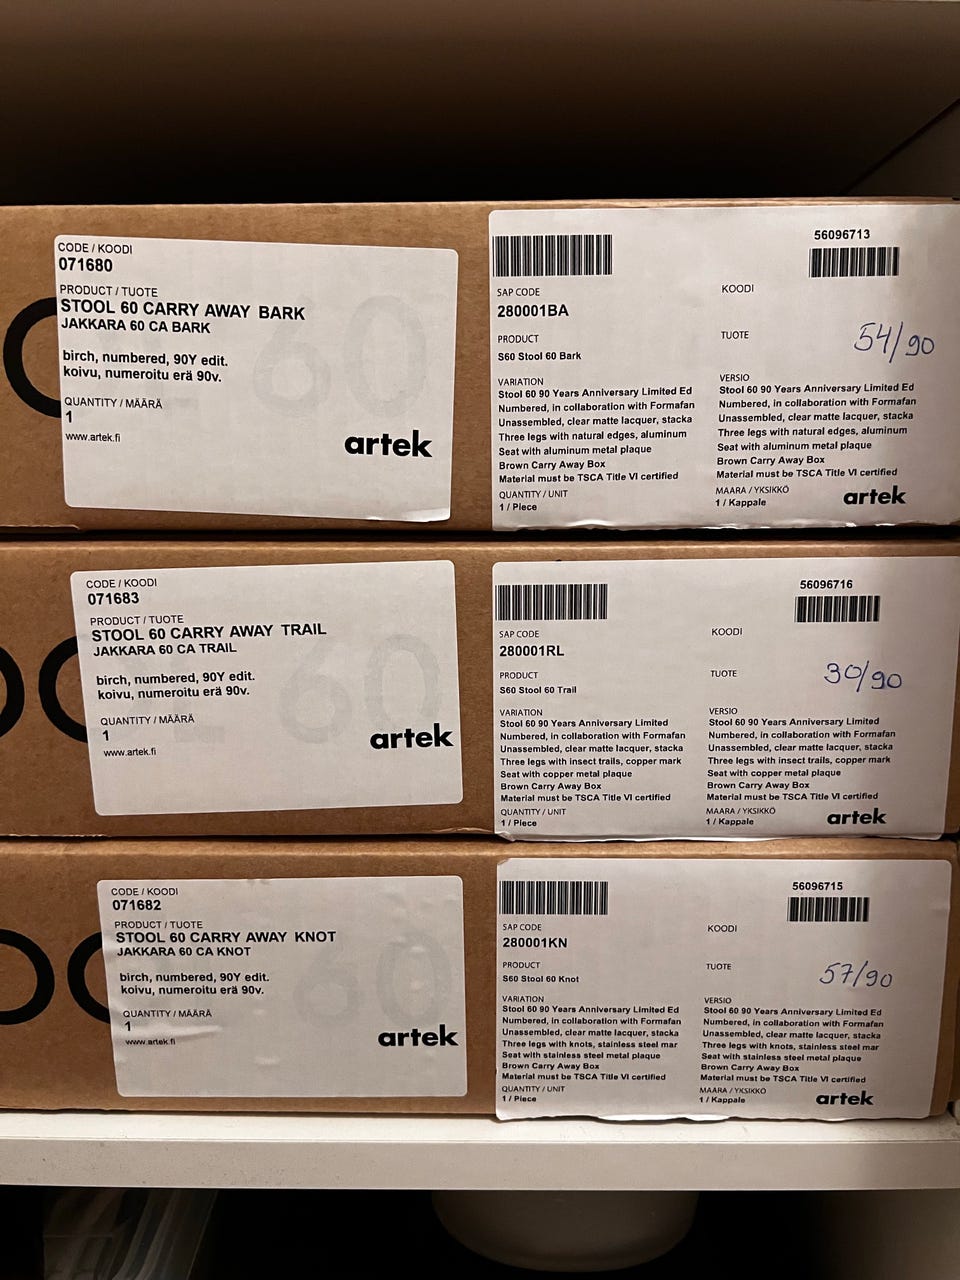 CODE / KOODI
071680
PRODUCT / TUOTE
STOOL 60 CARRY AWAY BARK
JAKKARA 60 CA BARK
birch, numbered, 90Y edit.
koivu, numeroitu erä 90v.
QUANTITY / MÄÄRÄ
1
www.artek.fi
artek
60
SAP CODE
280001BA
PRODUCT
S60 Stool 60 Bark
VARIATION
Stool 60 90 Years Anniversary Limited Ed
Numbered, in collaboration with Formafan
Unassembled, clear matte lacquer, stacka
Three legs with natural edges, aluminum
Seat with aluminum metal plaque
Brown Carry Away Box
Material must be TSCA Title VI certified
QUANTITY / UNIT
1 / Piece
56096713
KOODI
TUOTE
54/90
VERSIO
Stool 60 90 Years Anniversary Limited Ed
Numbered, in collaboration with Formafan
Unassembled, clear matte lacquer, stacka
Three legs with natural edges, aluminum
Seat with aluminum metal plaque
Brown Carry Away Box
Material must be TSCA Title VI certified
MAARA / YKSIKKÖ
1 / Kappale
artek
CODE / KOODI
071683
PRODUCT / TUOTE
STOOL 60 CARRY AWAY TRAIL
JAKKARA 60 CA TRAIL
birch, numbered, 90Y edit.
koivu, numeroitu erä 90v.
QUANTITY / MÄÄRÄ
1
www.artek.fi
artek
60
SAP CODE
280001RL
PRODUCT
S60 Stool 60 Trail
VARIATION
Stool 60 90 Years Anniversary Limited
Numbered, in collaboration with Formafan
Unassembled, clear matte lacquer, stacka
Three legs with insect trails, copper mark
Seat with copper metal plaque
Brown Carry Away Box
Material must be TSCA Title VI certified
QUANTITY / UNIT
1 / Piece
56096716
KOODI
TUOTE
30/90
VERSIO
Stool 60 90 Years Anniversary Limited
Numbered, in collaboration with Formafan
Unassembled, clear matte lacquer, stacka
Three legs with insect trails, copper mark
Seat with copper metal plaque
Brown Carry Away Box
Material must be TSCA Title VI certified
MAARA / YKSIKKÖ
1 / Kappale
artek
CODE / KOODI
071682
PRODUCT / TUOTE
STOOL 60 CARRY AWAY KNOT
JAKKARA 60 CA KNOT
birch, numbered, 90Y edit.
koivu, numeroitu erä 90v.
QUANTITY / MÄÄRÄ
1
www.artek.fi
artek
60
SAP CODE
280001KN
PRODUCT
S60 Stool 60 Knot
VARIATION
Stool 60 90 Years Anniversary Limited Ed
Numbered, in collaboration with Formafan
Unassembled, clear matte lacquer, stacka
Three legs with knots, stainless steel mar
Seat with stainless steel metal plaque
Brown Carry Away Box
Material must be TSCA Title VI certified
QUANTITY / UNIT
1 / Piece
56096715
KOODI
TUOTE
57/90
VERSIO
Stool 60 90 Years Anniversary Limited Ed
Numbered, in collaboration with Formafan
Unassembled, clear matte lacquer, stacka
Three legs with knots, stainless steel mar
Seat with stainless steel metal plaque
Brown Carry Away Box
Material must be TSCA Title VI certified
MAARA / YKSIKKÖ
1 / Kappale
artek